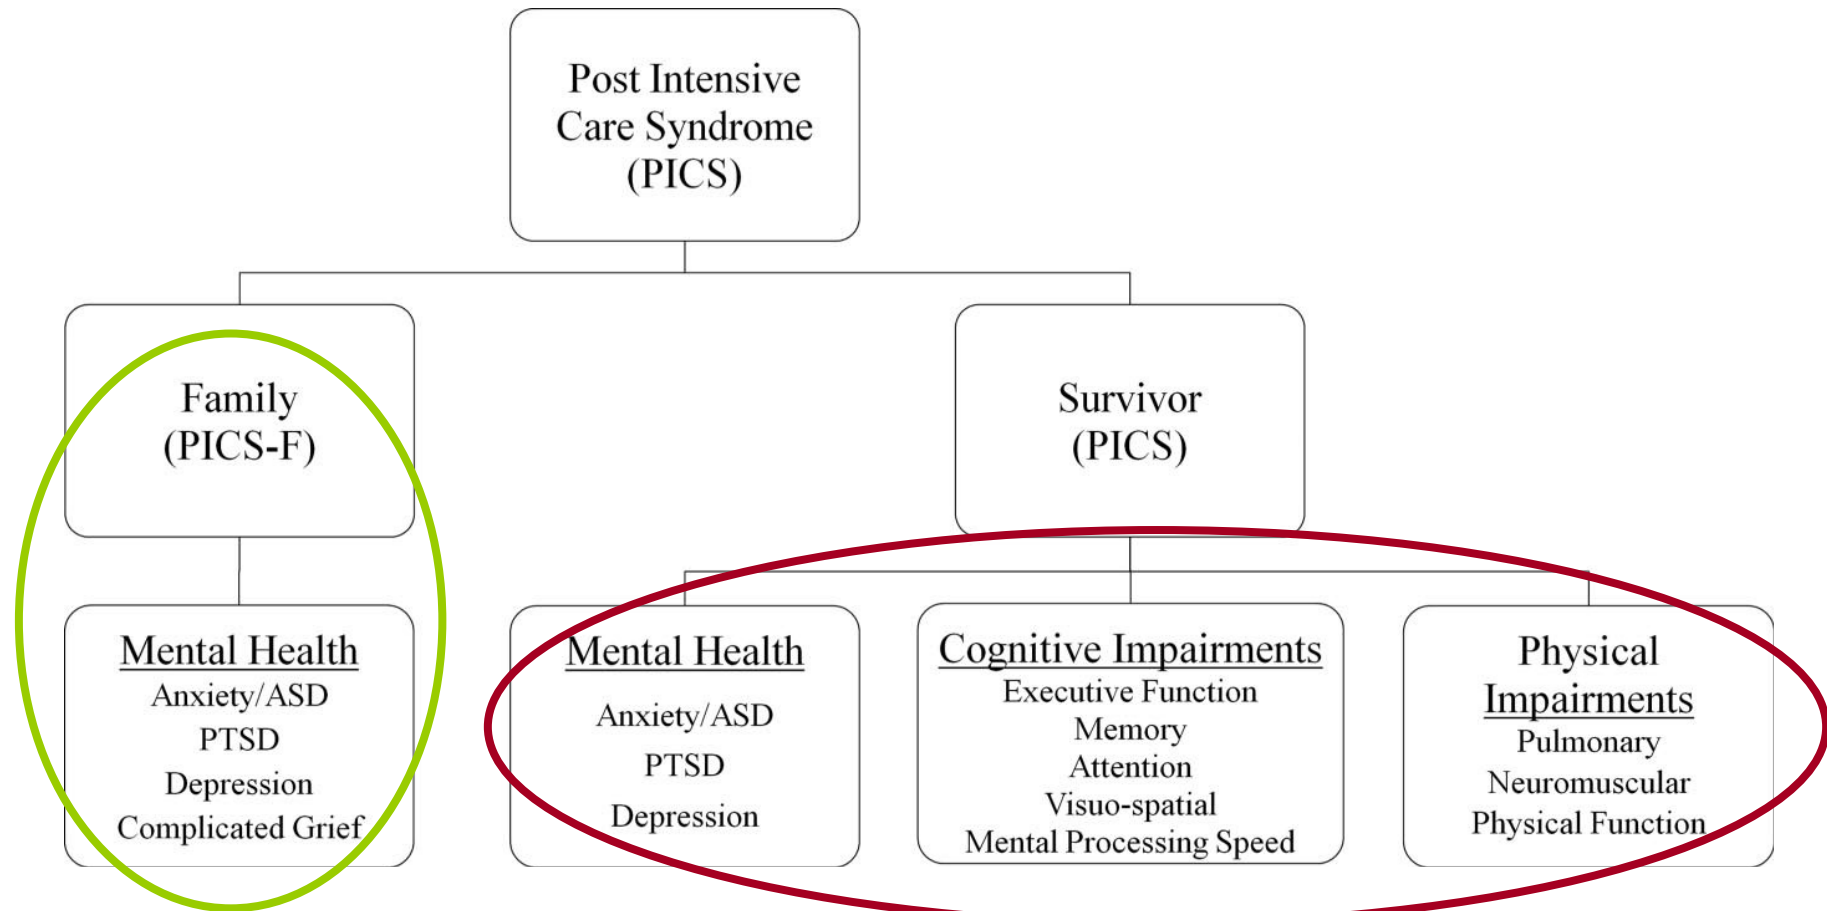 Post Intensive
Care Syndrome
(PICS)
Family
(PICS-F)
Survivor
(PICS)
Mental Health
Anxiety/ASD
PTSD
Depression
Complicated Grief
Mental Health
Anxiety/ASD
PTSD
Depression
Cognitive Impairments
Executive Function
Memory
Attention
Visuo-spatial
Mental Processing Speed
Physical
Impairments
Pulmonary
Neuromuscular
Physical Function